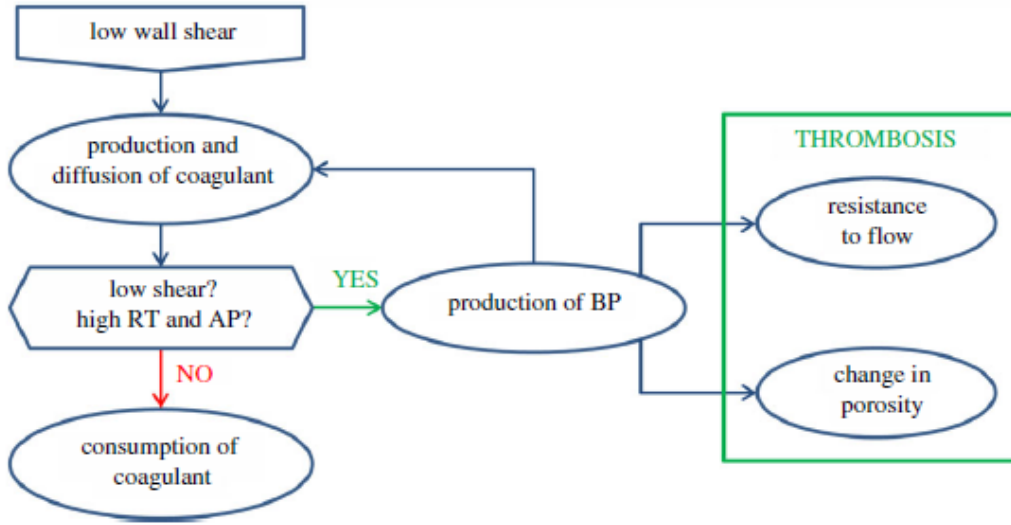 low wall shear
production and
diffusion of coagulant
low shear?
high RT and AP?
YES
NO
consumption of
coagulant
production of BP
THROMBOSIS
resistance
to flow
change in
porosity